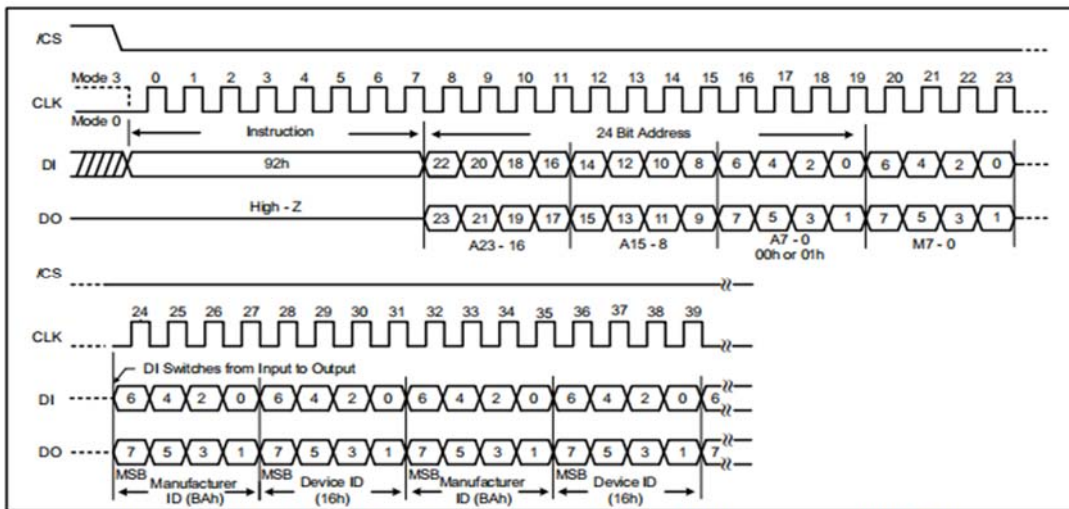 /CS
Mode 3 0 1 2 3 4 5 6 7 8 9 10 11 12 13 14 15 16 17 18 19 20 21 22 23
CLK
Mode 0
Instruction 24 Bit Address
DI 92h 22 20 18 16 14 12 10 8 6 4 2 0 6 4 2 0
High - Z
DO 23 21 19 17 15 13 11 9 7 5 3 1 7 5 3 1
A23 - 16 A15 - 8 A7 - 0 M7 - 0
00h or 01h
/CS
24 25 26 27 28 29 30 31 32 33 34 35 36 37 38 39
CLK
DI Switches from Input to Output
DI 6 4 2 0 6 4 2 0 6 4 2 0 6 4 2 0 6
DO 7 5 3 1 7 5 3 1 7 5 3 1 7 5 3 1 7
MSB MSB MSB MSB
Manufacturer Device ID Manufacturer Device ID
ID (BAh) (16h) ID (BAh) (16h)